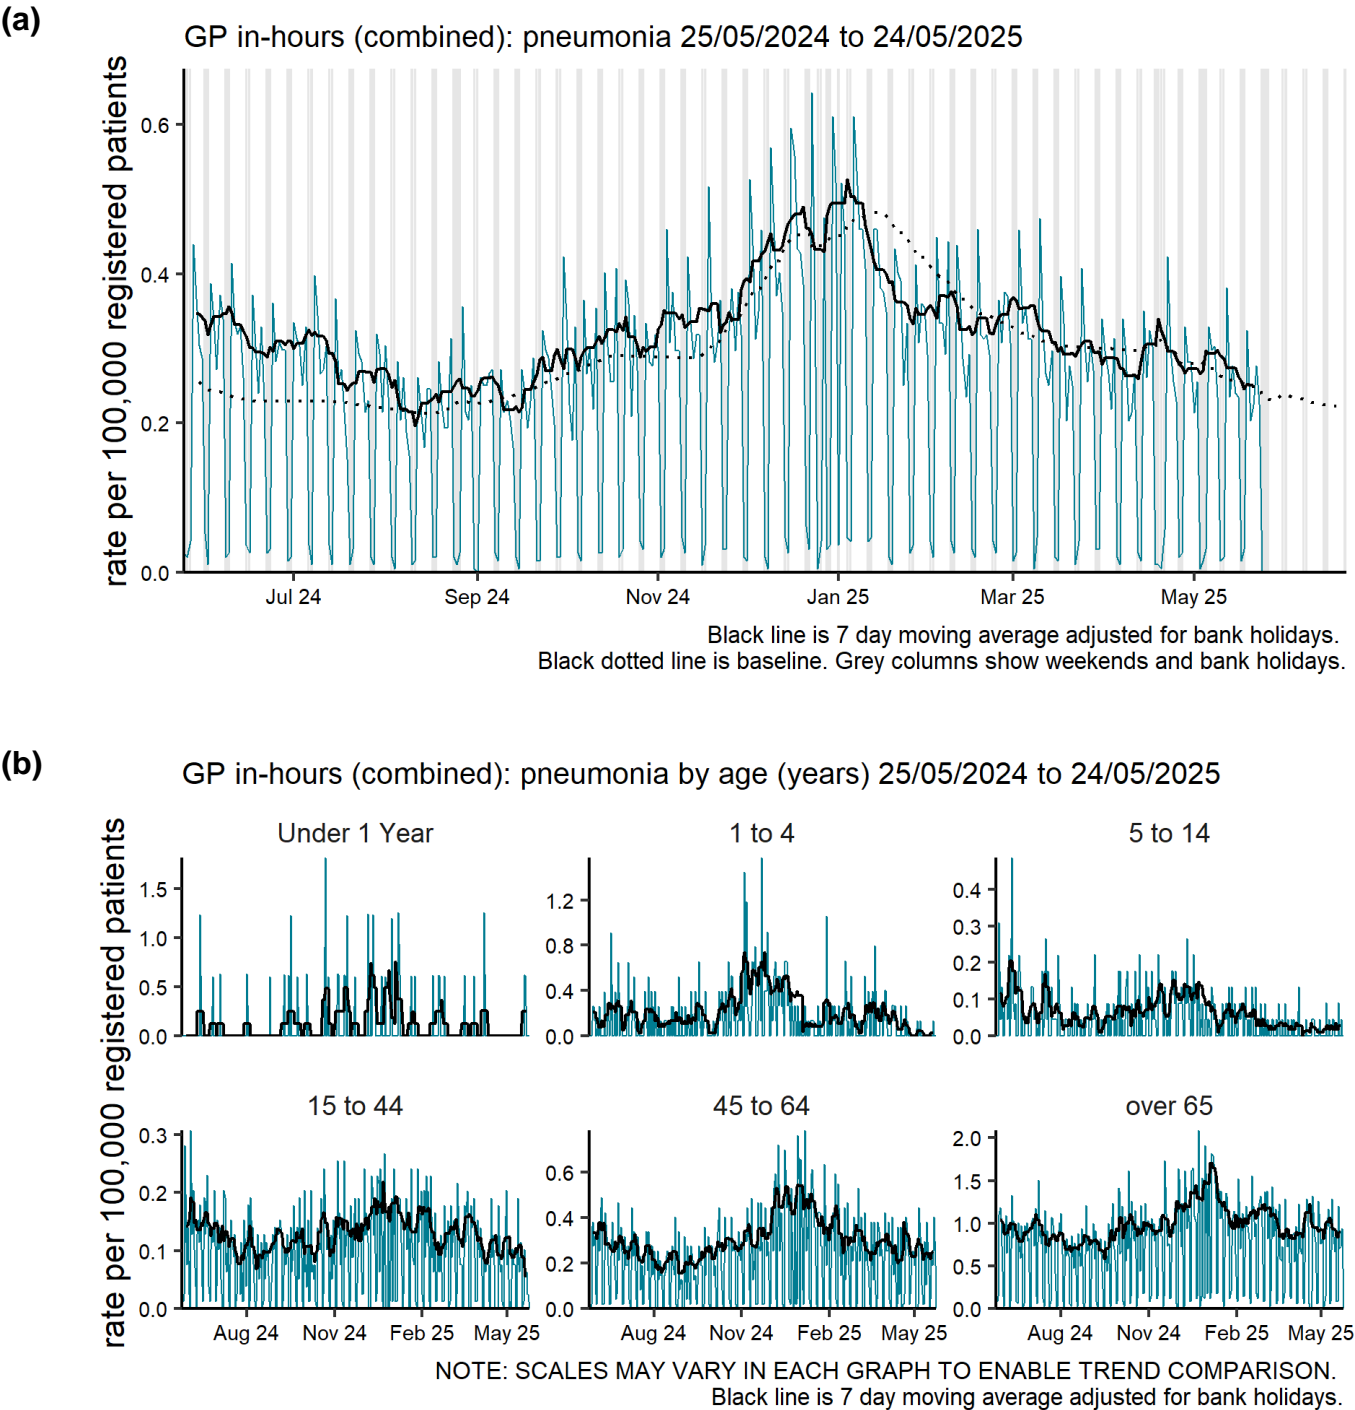 (a)
GP in-hours (combined): pneumonia 25/05/2024 to 24/05/2025
rate per 100,000 registered patients
0.6
0.4
0.2
0.0
Jul 24 Sep 24 Nov 24 Jan 25 Mar 25 May 25
Black line is 7 day moving average adjusted for bank holidays.
Black dotted line is baseline. Grey columns show weekends and bank holidays.
(b)
GP in-hours (combined): pneumonia by age (years) 25/05/2024 to 24/05/2025
rate per 100,000 registered patients
Under 1 Year
1.5
1.0
0.5
0.0
1 to 4
1.2
0.8
0.4
0.0
5 to 14
0.4
0.3
0.2
0.1
0.0
15 to 44
0.3
0.2
0.1
0.0
Aug 24 Nov 24 Feb 25 May 25
45 to 64
0.6
0.4
0.2
0.0
Aug 24 Nov 24 Feb 25 May 25
over 65
2.0
1.5
1.0
0.5
0.0
Aug 24 Nov 24 Feb 25 May 25
NOTE: SCALES MAY VARY IN EACH GRAPH TO ENABLE TREND COMPARISON.
Black line is 7 day moving average adjusted for bank holidays.